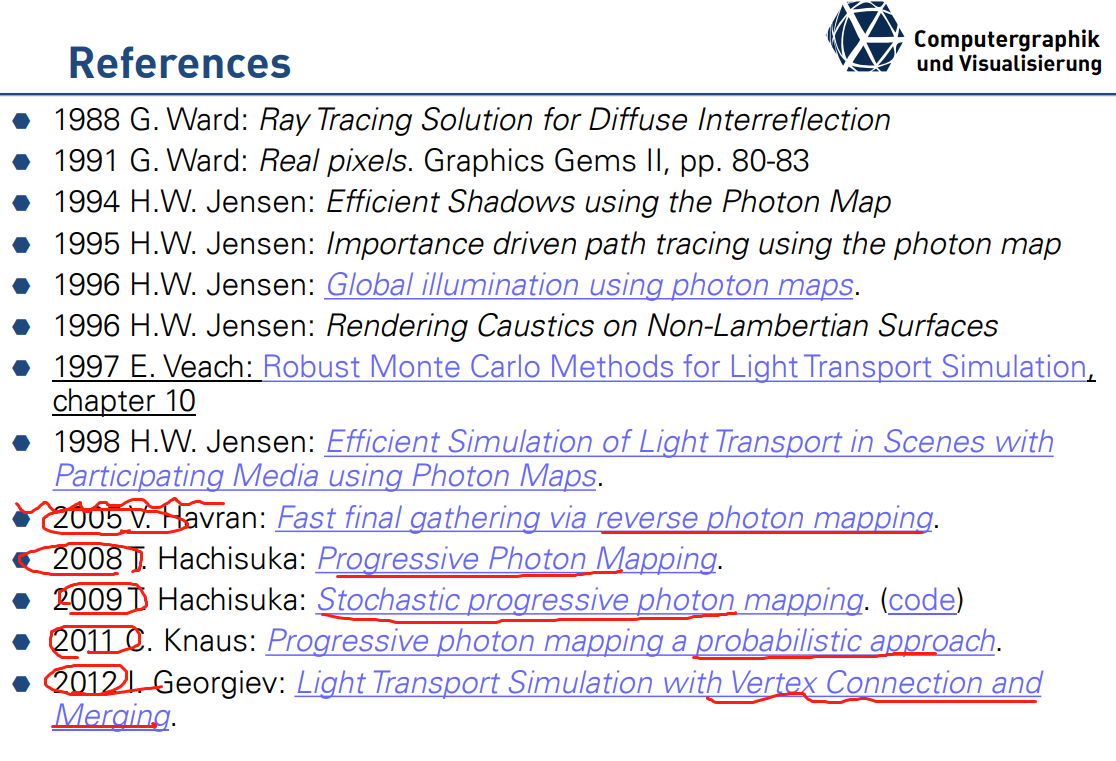 References
Computergraphik
und Visualisierung
1988 G. Ward: Ray Tracing Solution for Diffuse Interreflection
1991 G. Ward: Real pixels. Graphics Gems II, pp. 80-83
1994 H.W. Jensen: Efficient Shadows using the Photon Map
1995 H.W. Jensen: Importance driven path tracing using the photon map
1996 H.W. Jensen: Global illumination using photon maps.
1996 H.W. Jensen: Rendering Caustics on Non-Lambertian Surfaces
1997 E. Veach: Robust Monte Carlo Methods for Light Transport Simulation,
chapter 10
1998 H.W. Jensen: Efficient Simulation of Light Transport in Scenes with
Participating Media using Photon Maps.
2005 V. Havran: Fast final gathering via reverse photon mapping.
2008 T. Hachisuka: Progressive Photon Mapping.
2009 T. Hachisuka: Stochastic progressive photon mapping. (code)
2011 C. Knaus: Progressive photon mapping a probabilistic approach.
2012 I. Georgiev: Light Transport Simulation with Vertex Connection and
Merging.